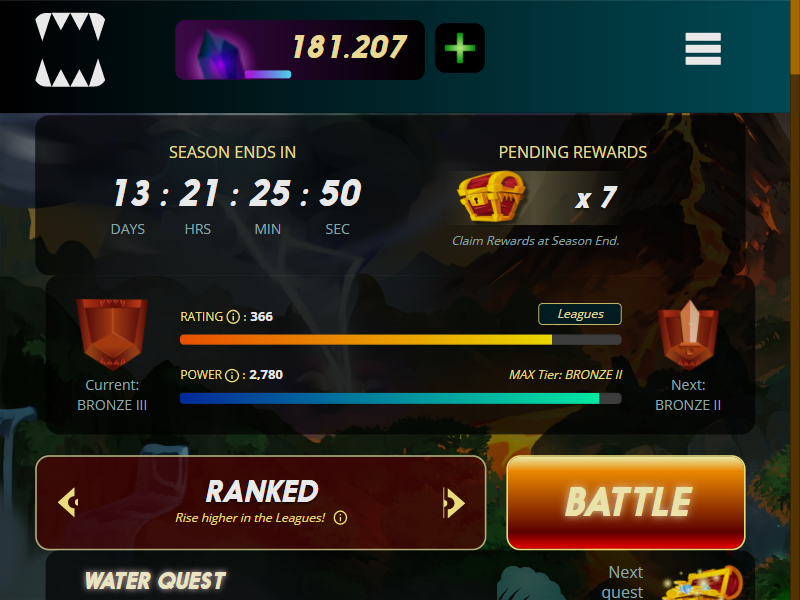 181.207
SEASON ENDS IN
13 : 21 : 25 : 50
DAYS HRS MIN SEC
PENDING REWARDS
x 7
Claim Rewards at Season End.
Current:
BRONZE III
RATING i : 366
Leagues
POWER i : 2,780
MAX Tier: BRONZE II
Next:
BRONZE II
RANKED
Rise higher in the Leagues! i
BATTLE
WATER QUEST
Next
quest